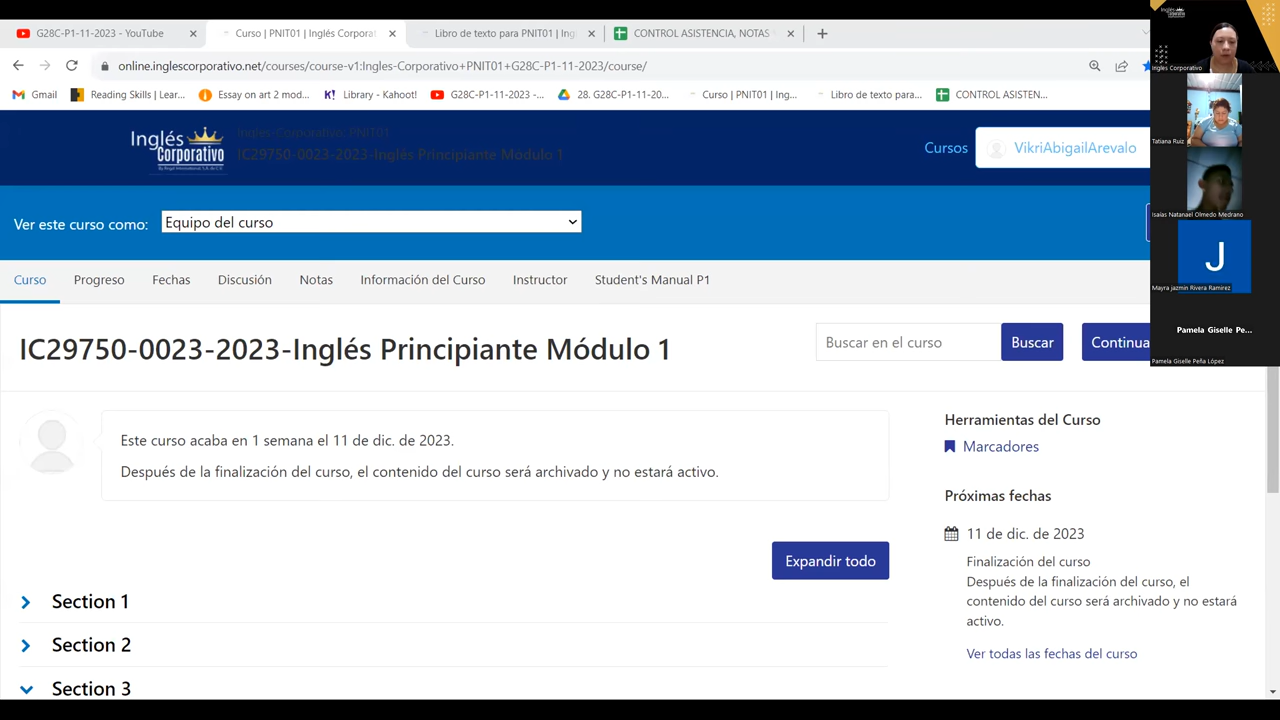 G28C-P1-11-2023 - YouTube
Curso | PNIT01 | Inglés Corporat
Libro de texto para PNIT01 | Ing
CONTROL ASISTENCIA, NOTAS
online.inglescorporativo.net/courses/course-v1:Ingles-Corporativo+PNIT01+G28C-P1-11-2023/course/
Gmail
Reading Skills | Lear...
Essay on art 2 mod...
Library - Kahoot!
G28C-P1-11-2023 -...
28. G28C-P1-11-20...
Curso | PNIT01 | Ing...
Libro de texto para...
CONTROL ASISTEN...
Inglés Corporativo
Ingles-Corporativo: PNIT01
IC29750-0023-2023-Inglés Principiante Módulo 1
Cursos
VikriAbigailArevalo
Ver este curso como:
Equipo del curso
Curso
Progreso
Fechas
Discusión
Notas
Información del Curso
Instructor
Student's Manual P1
IC29750-0023-2023-Inglés Principiante Módulo 1
Buscar en el curso
Buscar
Continua
Este curso acaba en 1 semana el 11 de dic. de 2023.
Después de la finalización del curso, el contenido del curso será archivado y no estará activo.
Expandir todo
Section 1
Section 2
Section 3
Herramientas del Curso
Marcadores
Próximas fechas
11 de dic. de 2023
Finalización del curso
Después de la finalización del curso, el
contenido del curso será archivado y no estará
activo.
Ver todas las fechas del curso
Inglés
Corporativo
Ingles Corporativo
Tatiana Ruiz
Isaías Natanael Olmedo Medrano
J
Mayra jazmin Rivera Ramirez
Pamela Giselle Pe...
Pamela Giselle Peña López